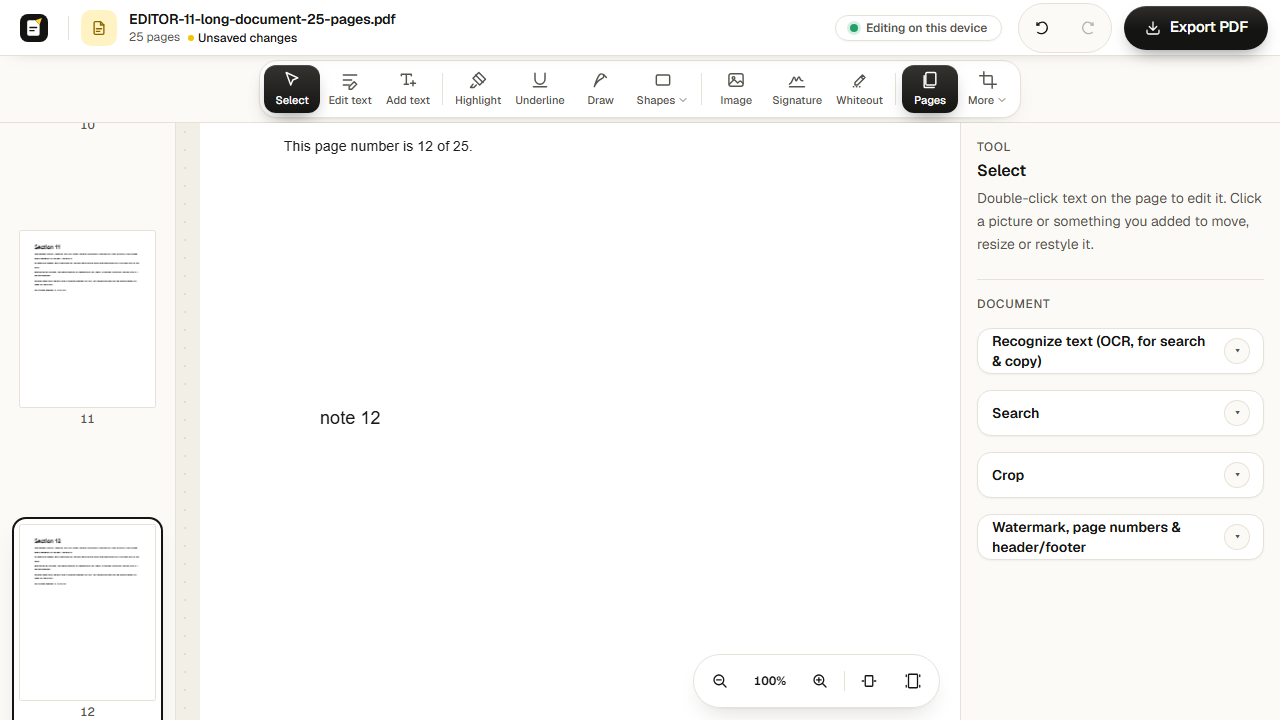 EDITOR-11-long-document-25-pages.pdf
25 pages
Unsaved changes
Editing on this device
Export PDF
Select
Edit text
Add text
Highlight
Underline
Draw
Shapes
Image
Signature
Whiteout
Pages
More
10
Section 11
11
Section 12
12
This page number is 12 of 25.
note 12
100%
TOOL
Select
Double-click text on the page to edit it. Click
a picture or something you added to move,
resize or restyle it.
DOCUMENT
Recognize text (OCR, for search
& copy)
Search
Crop
Watermark, page numbers &
header/footer